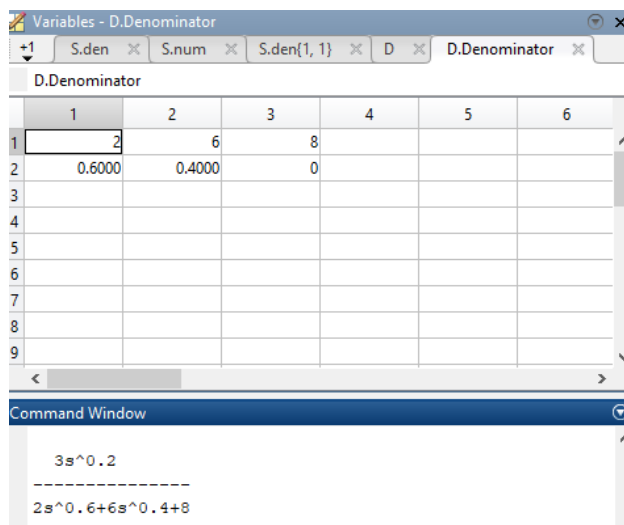 Variables - D.Denominator
+1 S.den S.num S.den{1, 1} D D.Denominator
D.Denominator
1 2 3 4 5 6
1 2 6 8
2 0.6000 0.4000 0
3
4
5
6
7
8
9
Command Window
3s^0.2
---------------
2s^0.6+6s^0.4+8